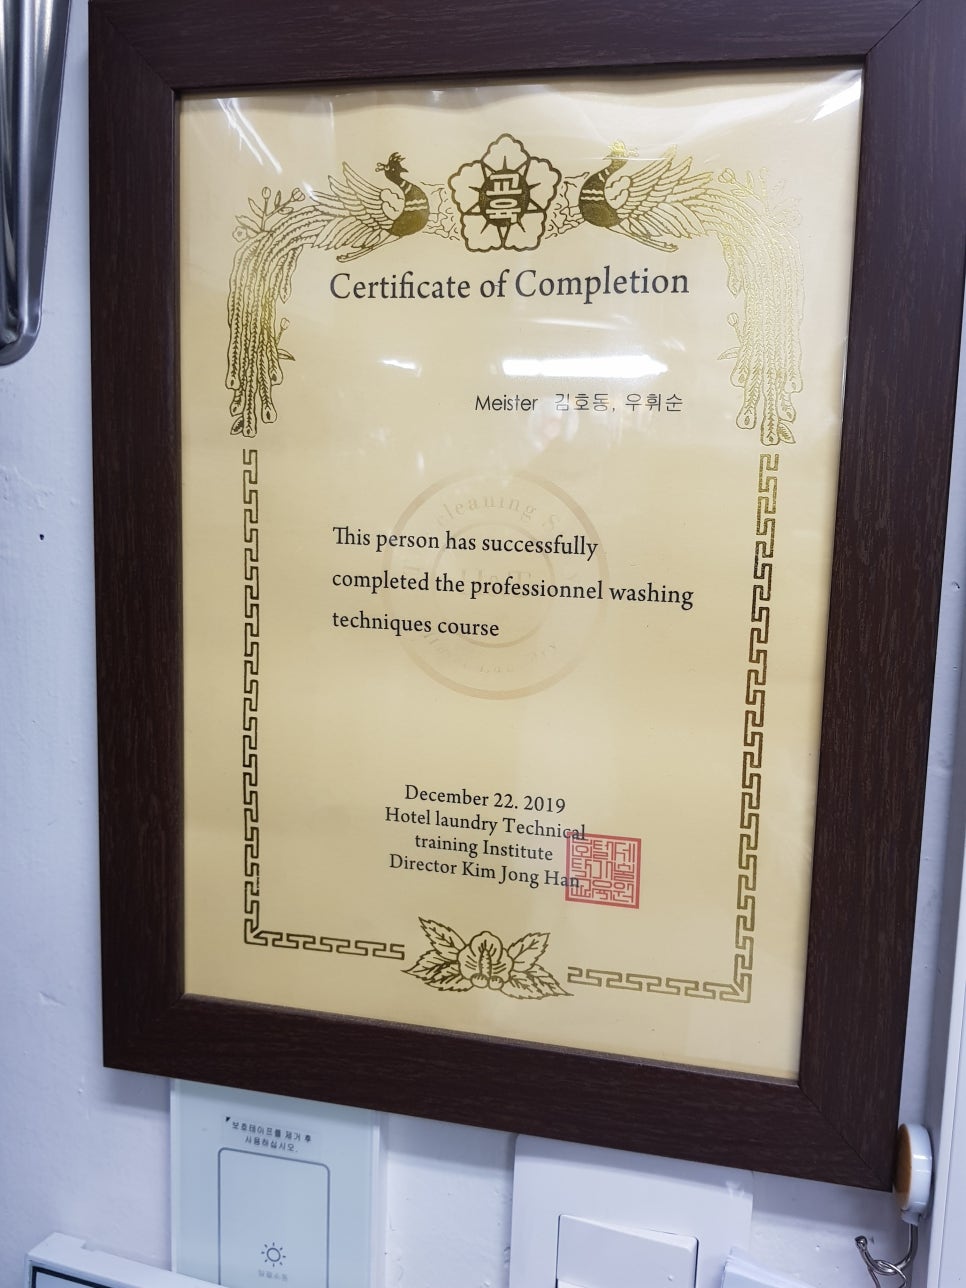 교육
Certificate of Completion
Meister 김호동, 우휘순
cleaning
This person has successfully
completed the professionnel washing
techniques course
December 22. 2019
Hotel laundry Technical
training Institute
Director Kim Jong Han
보호테이프를 제거 후
사용하십시오.